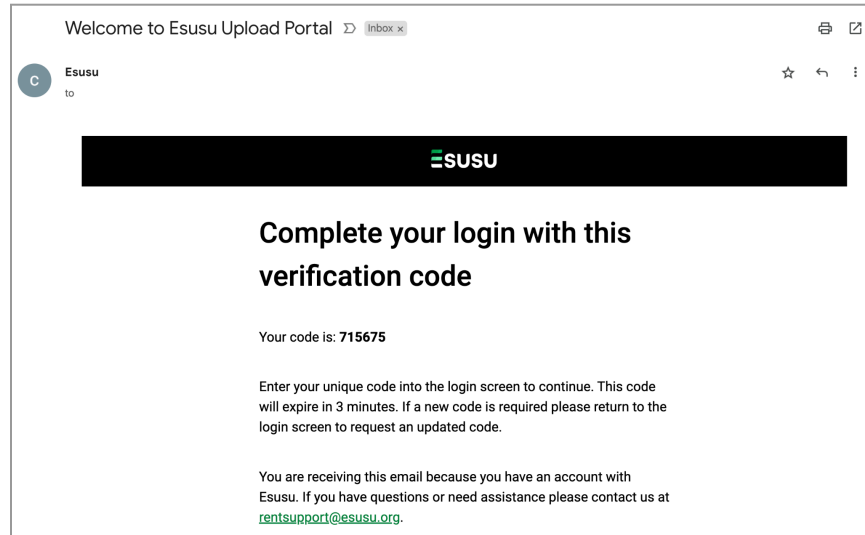 Welcome to Esusu Upload Portal Inbox x
C
Esusu
to
Esusu
Complete your login with this
verification code
Your code is: 715675
Enter your unique code into the login screen to continue. This code
will expire in 3 minutes. If a new code is required please return to the
login screen to request an updated code.
You are receiving this email because you have an account with
Esusu. If you have questions or need assistance please contact us at
rentsupport@esusu.org.